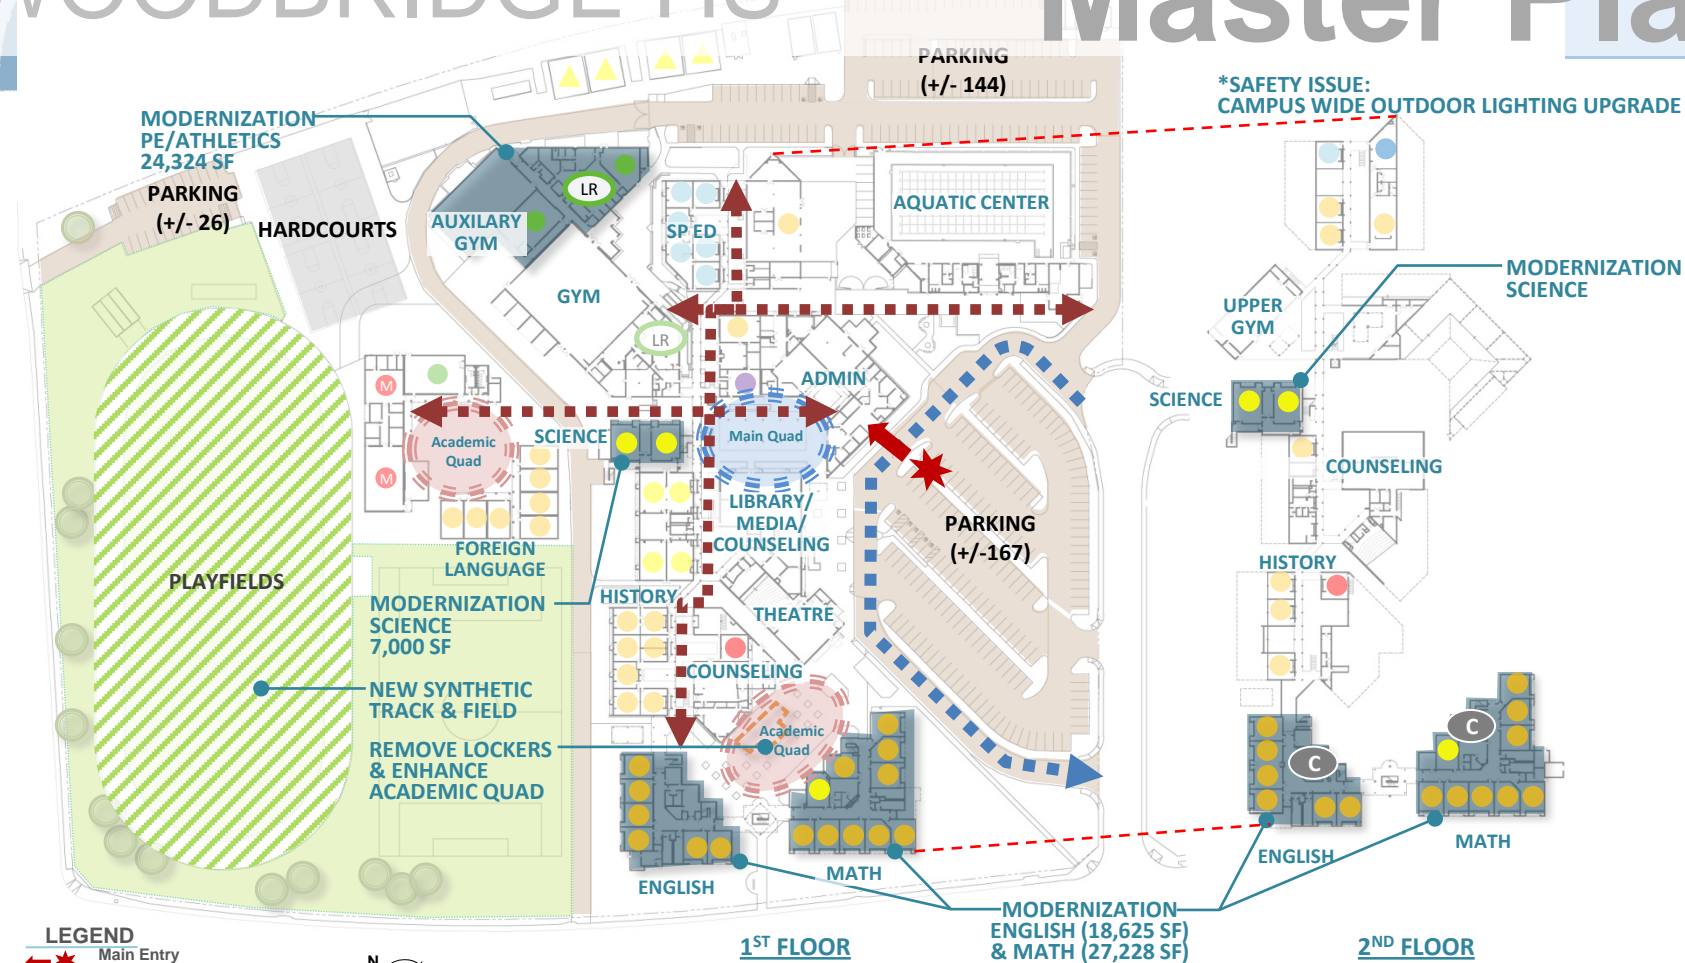 WOODBRIDGE HS
Master Pla
PARKING
(+/- 144)
*SAFETY ISSUE:
CAMPUS WIDE OUTDOOR LIGHTING UPGRADE
MODERNIZATION
PE/ATHLETICS
24,324 SF
PARKING
(+/- 26)
HARDCOURTS
AUXILARY
GYM
LR
SP ED
AQUATIC CENTER
GYM
LR
ADMIN
UPPER
GYM
MODERNIZATION
SCIENCE
M
Academic
Quad
M
SCIENCE
Main Quad
SCIENCE
COUNSELING
LIBRARY/
MEDIA/
COUNSELING
PARKING
(+/-167)
FOREIGN
LANGUAGE
PLAYFIELDS
MODERNIZATION
SCIENCE
7,000 SF
HISTORY
THEATRE
HISTORY
COUNSELING
NEW SYNTHETIC
TRACK & FIELD
REMOVE LOCKERS
& ENHANCE
ACADEMIC QUAD
Academic
Quad
C
C
ENGLISH
MATH
ENGLISH
MATH
MODERNIZATION
ENGLISH (18,625 SF)
& MATH (27,228 SF)
1ST FLOOR
2ND FLOOR
LEGEND
Main Entry
N